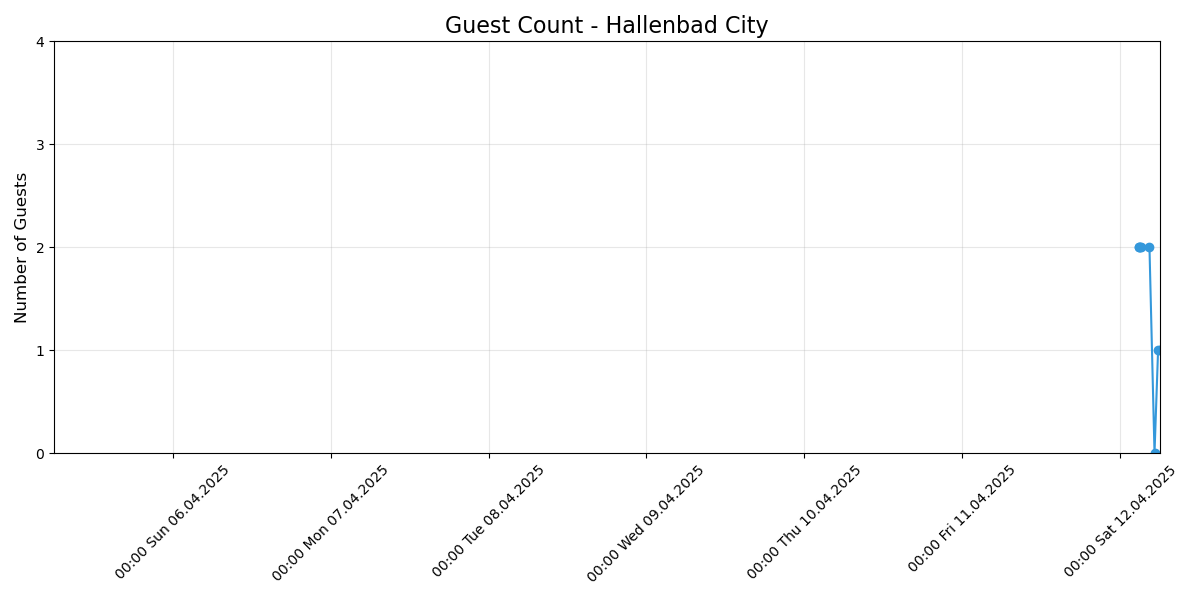 Guest Count - Hallenbad City
Number of Guests
4
3
2
1
0
00:00 Sun 06.04.2025
00:00 Mon 07.04.2025
00:00 Tue 08.04.2025
00:00 Wed 09.04.2025
00:00 Thu 10.04.2025
00:00 Fri 11.04.2025
00:00 Sat 12.04.2025